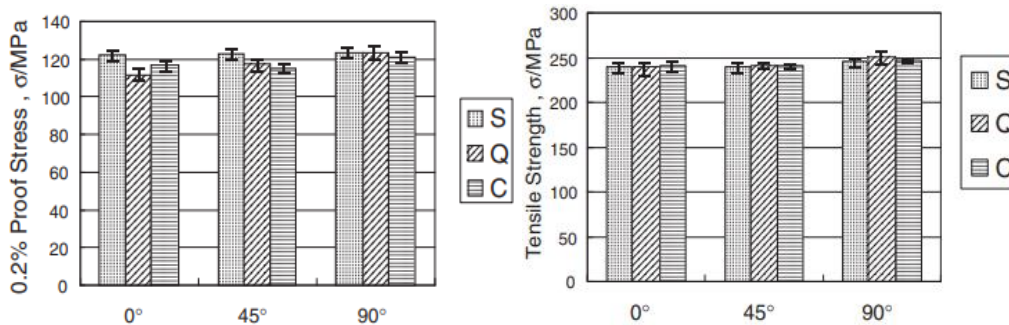 0.2% Proof Stress , σ/MPa
140
120
100
80
60
40
20
0
0°
45°
90°
S
Q
C
Tensile Strength , σ/MPa
300
250
200
150
100
50
0
0°
45°
90°
S
Q
C